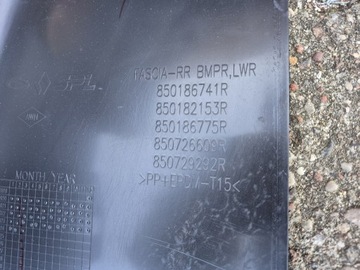 FASCIA-RR BMPR,LWR
850186741R
850182153R
850186775R
850726609R
850729292R
>PP+EPDM-T15<
MONTH YEAR